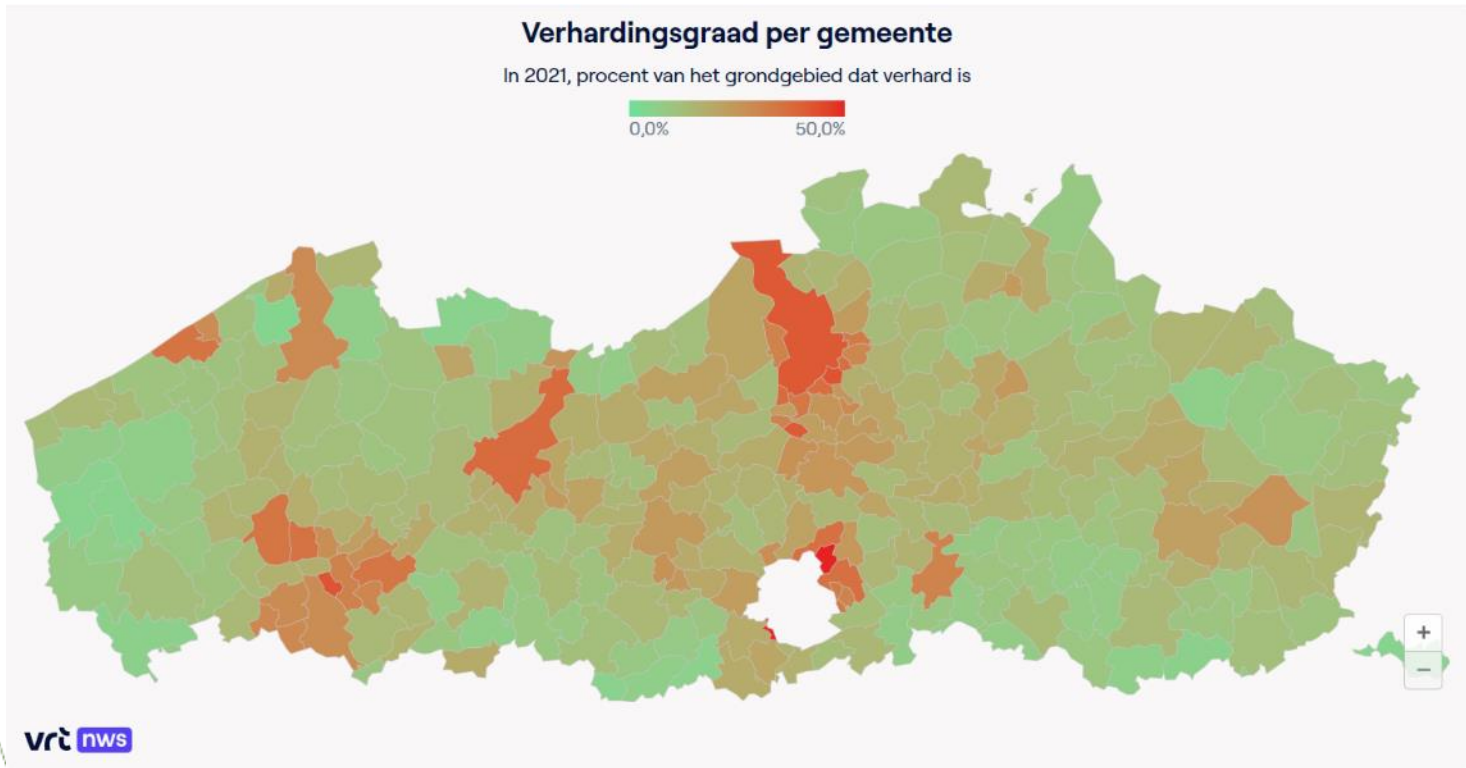 Verhardingsgraad per gemeente
In 2021, procent van het grondgebied dat verhard is
0,0% 50,0%
+
−
vrt nws